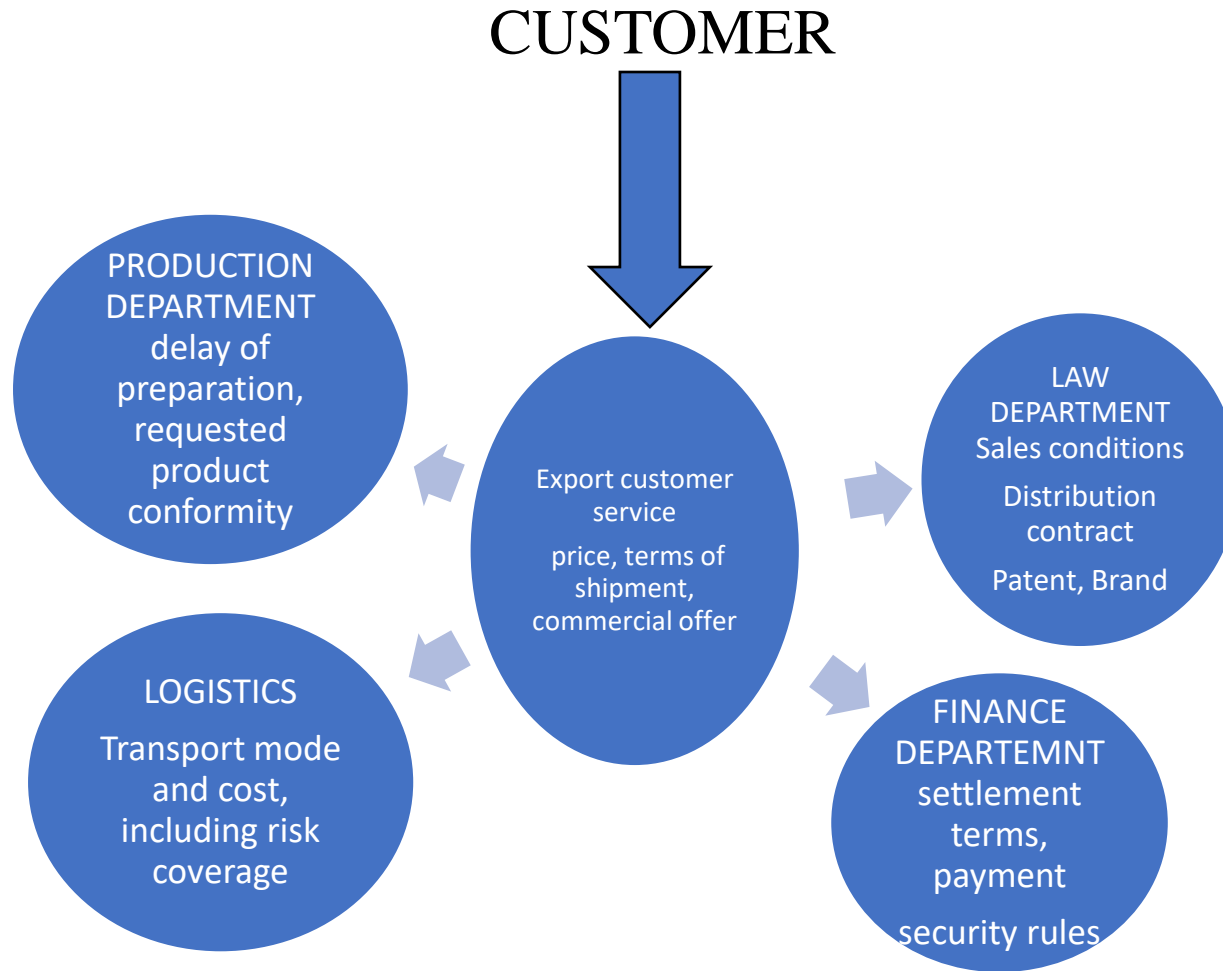 CUSTOMER
PRODUCTION
DEPARTMENT
delay of
preparation,
requested
product
conformity
Export customer
service
price, terms of
shipment,
commercial offer
LAW
DEPARTMENT
Sales conditions
Distribution
contract
Patent, Brand
LOGISTICS
Transport mode
and cost,
including risk
coverage
FINANCE
DEPARTEMNT
settlement
terms,
payment
security rules